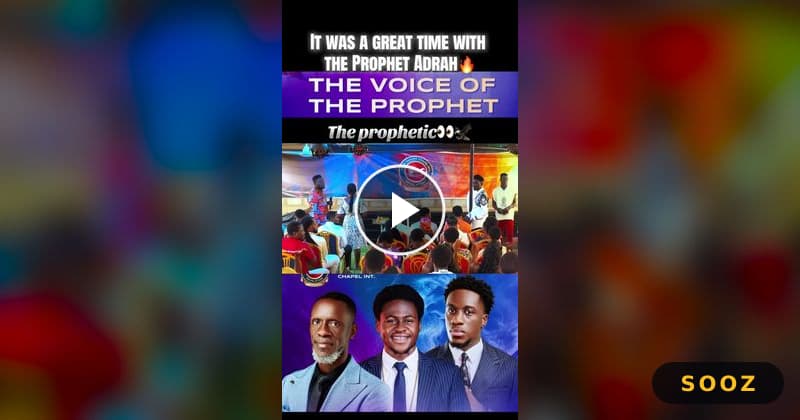 It was a great time with
the Prophet Adrah🔥
THE VOICE OF
THE PROPHET
The prophetic👀🕊
CHAPEL INT.
SOOZ